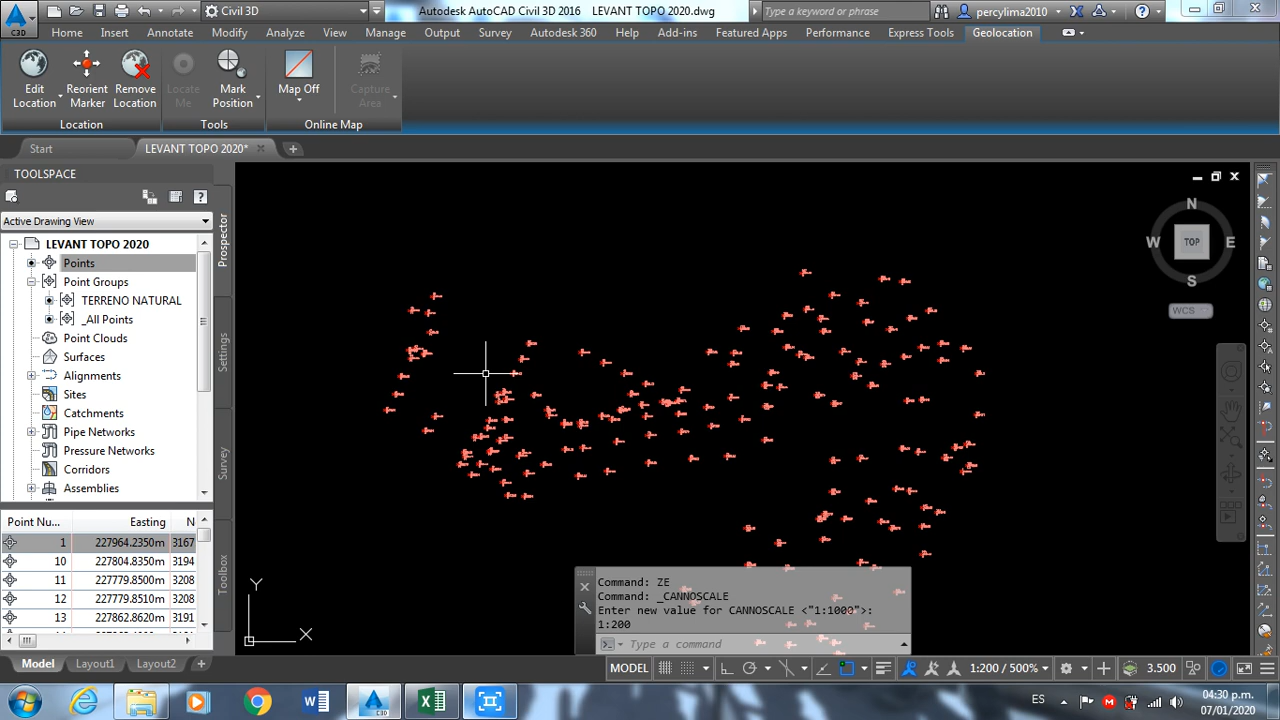 Civil 3D
Autodesk AutoCAD Civil 3D 2016 LEVANT TOPO 2020.dwg
Type a keyword or phrase
percylima2010
C3D
Home Insert Annotate Modify Analyze View Manage Output Survey Autodesk 360 Help Add-ins Featured Apps Performance Express Tools Geolocation
Edit Location
Reorient Marker
Remove Location
Locate Me
Mark Position
Map Off
Capture Area
Location Tools Online Map
Start LEVANT TOPO 2020*
TOOLSPACE
Active Drawing View
LEVANT TOPO 2020
Points
Point Groups
TERRENO NATURAL
_All Points
Point Clouds
Surfaces
Alignments
Sites
Catchments
Pipe Networks
Pressure Networks
Corridors
Assemblies
Prospector
Settings
Survey
Toolbox
Point Nu... Easting N
1 227964.2350m 3167
10 227804.8350m 3194
11 227779.8500m 3208
12 227779.8510m 3208
13 227862.8620m 3191
N
W TOP E
S
WCS
Y
X
Command: ZE
Command: _CANNOSCALE
Enter new value for CANNOSCALE <"1:1000">:
1:200
Type a command
Model Layout1 Layout2
MODEL 1:200 / 500% 3.500
ES 04:30 p.m.
07/01/2020